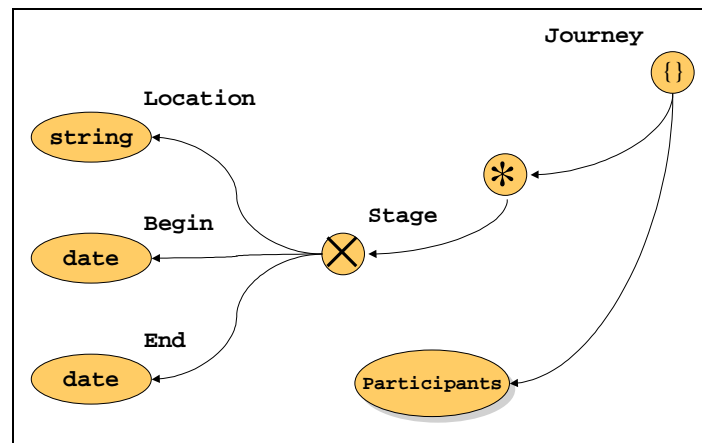 Journey
{}
Location
string
*
Stage
Begin
date
End
date
Participants